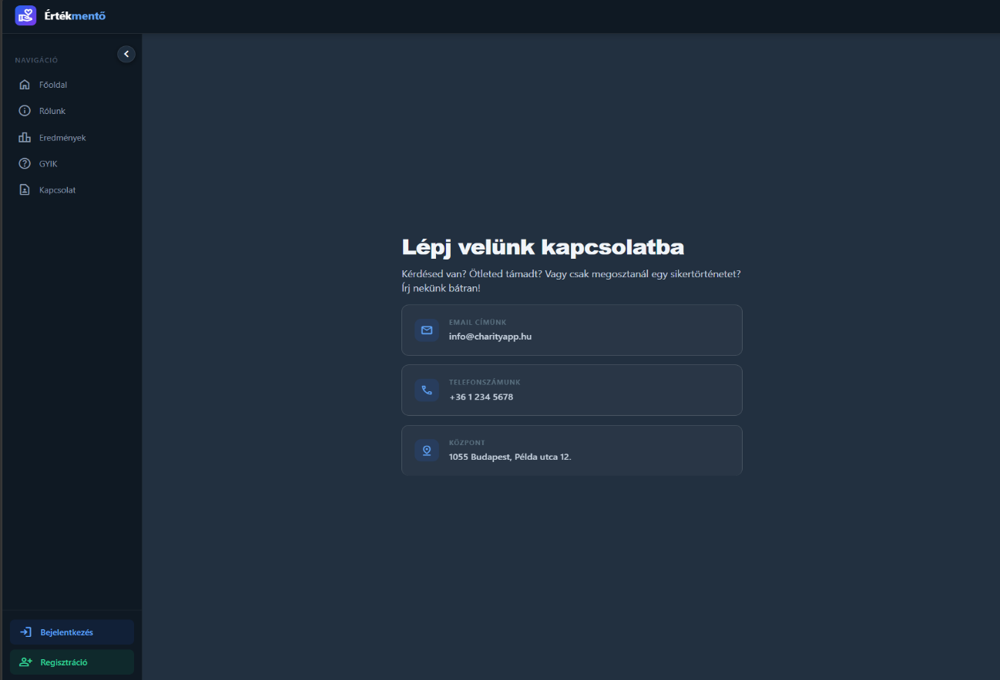 Értékmentő
NAVIGÁCIÓ
Főoldal
Rólunk
Eredmények
GYIK
Kapcsolat
Lépj velünk kapcsolatba
Kérdésed van? Ötleted támadt? Vagy csak megosztanál egy sikertörténetet?
Írj nekünk bátran!
EMAIL CÍMÜNK
info@charityapp.hu
TELEFONSZÁMUNK
+36 1 234 5678
KÖZPONT
1055 Budapest, Példa utca 12.
Bejelentkezés
Regisztráció